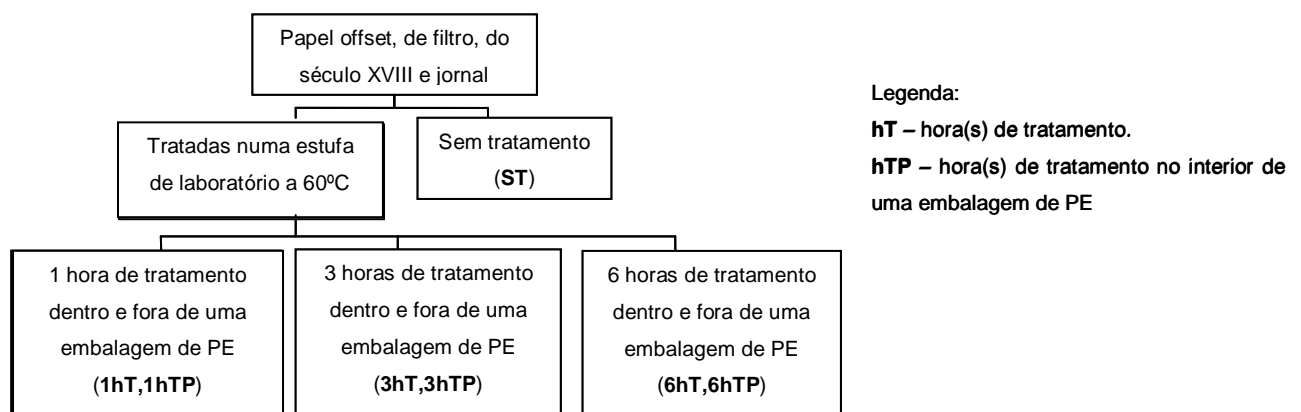 Papel offset, de filtro, do
século XVIII e jornal
Tratadas numa estufa
de laboratório a 60ºC
Sem tratamento
(ST)
1 hora de tratamento
dentro e fora de uma
embalagem de PE
(1hT,1hTP)
3 horas de tratamento
dentro e fora de uma
embalagem de PE
(3hT,3hTP)
6 horas de tratamento
dentro e fora de uma
embalagem de PE
(6hT,6hTP)
Legenda:
hT – hora(s) de tratamento.
hTP – hora(s) de tratamento no interior de
uma embalagem de PE